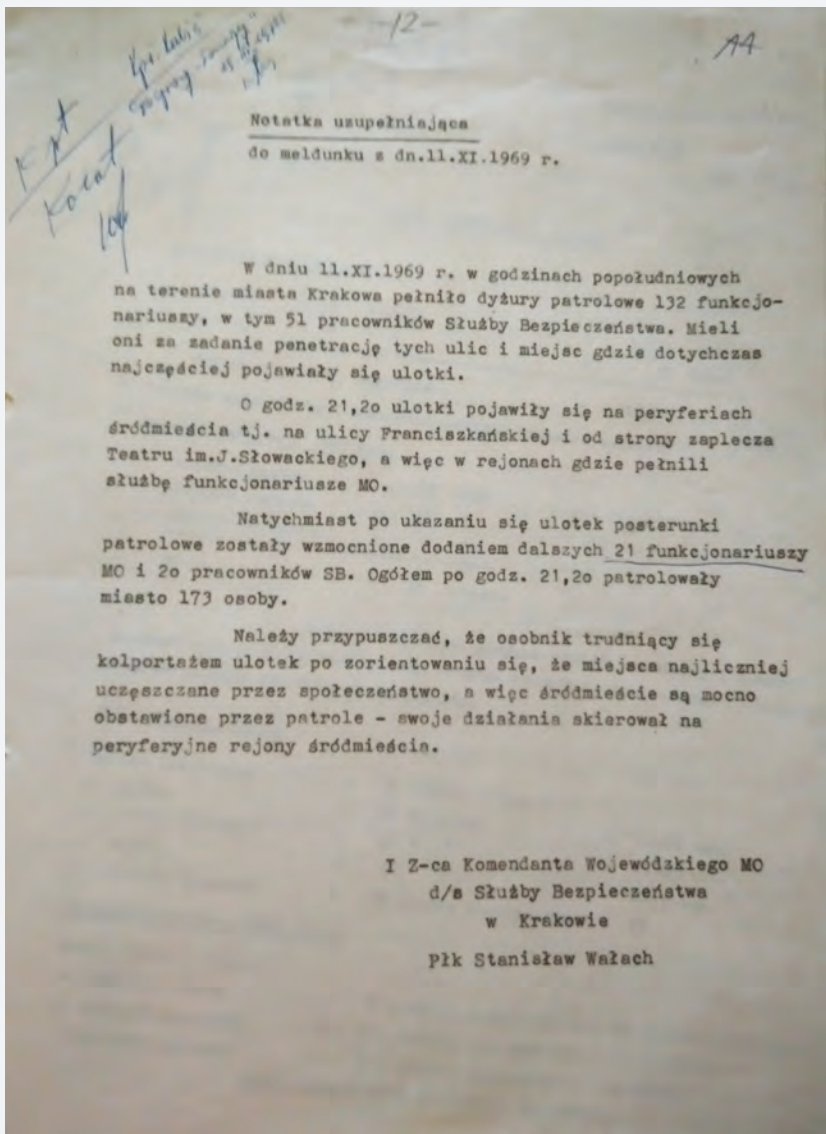 -12-
Kpt
Notatka uzupełniająca
do meldunku z dn.11.XI.1969 r.
W dniu 11.XI.1969 r. w godzinach popołudniowych
na terenie miasta Krakowa pełniło dyżury patrolowe 132 funkcjo-
nariuszy, w tym 51 pracowników Służby Bezpieczeństwa. Mieli
oni za zadanie penetrację tych ulic i miejsc gdzie dotychczas
najczęściej pojawiały się ulotki.
O godz. 21,2o ulotki pojawiły się na peryferiach
śródmieścia tj. na ulicy Franciszkańskiej i od strony zaplecza
Teatru im.J.Słowackiego, a więc w rejonach gdzie pełnili
służbę funkcjonariusze MO.
Natychmiast po ukazaniu się ulotek posterunki
patrolowe zostały wzmocnione dodaniem dalszych 21 funkcjonariuszy
MO i 2o pracowników SB. Ogółem po godz. 21,2o patrolowały
miasto 173 osoby.
Należy przypuszczać, że osobnik trudniący się
kolportażem ulotek po zorientowaniu się, że miejsca najliczniej
uczęszczane przez społeczeństwo, a więc śródmieście są mocno
obstawione przez patrole - swoje działania skierował na
peryferyjne rejony śródmieścia.
I Z-ca Komendanta Wojewódzkiego MO
d/s Służby Bezpieczeństwa
w Krakowie
Płk Stanisław Wałach